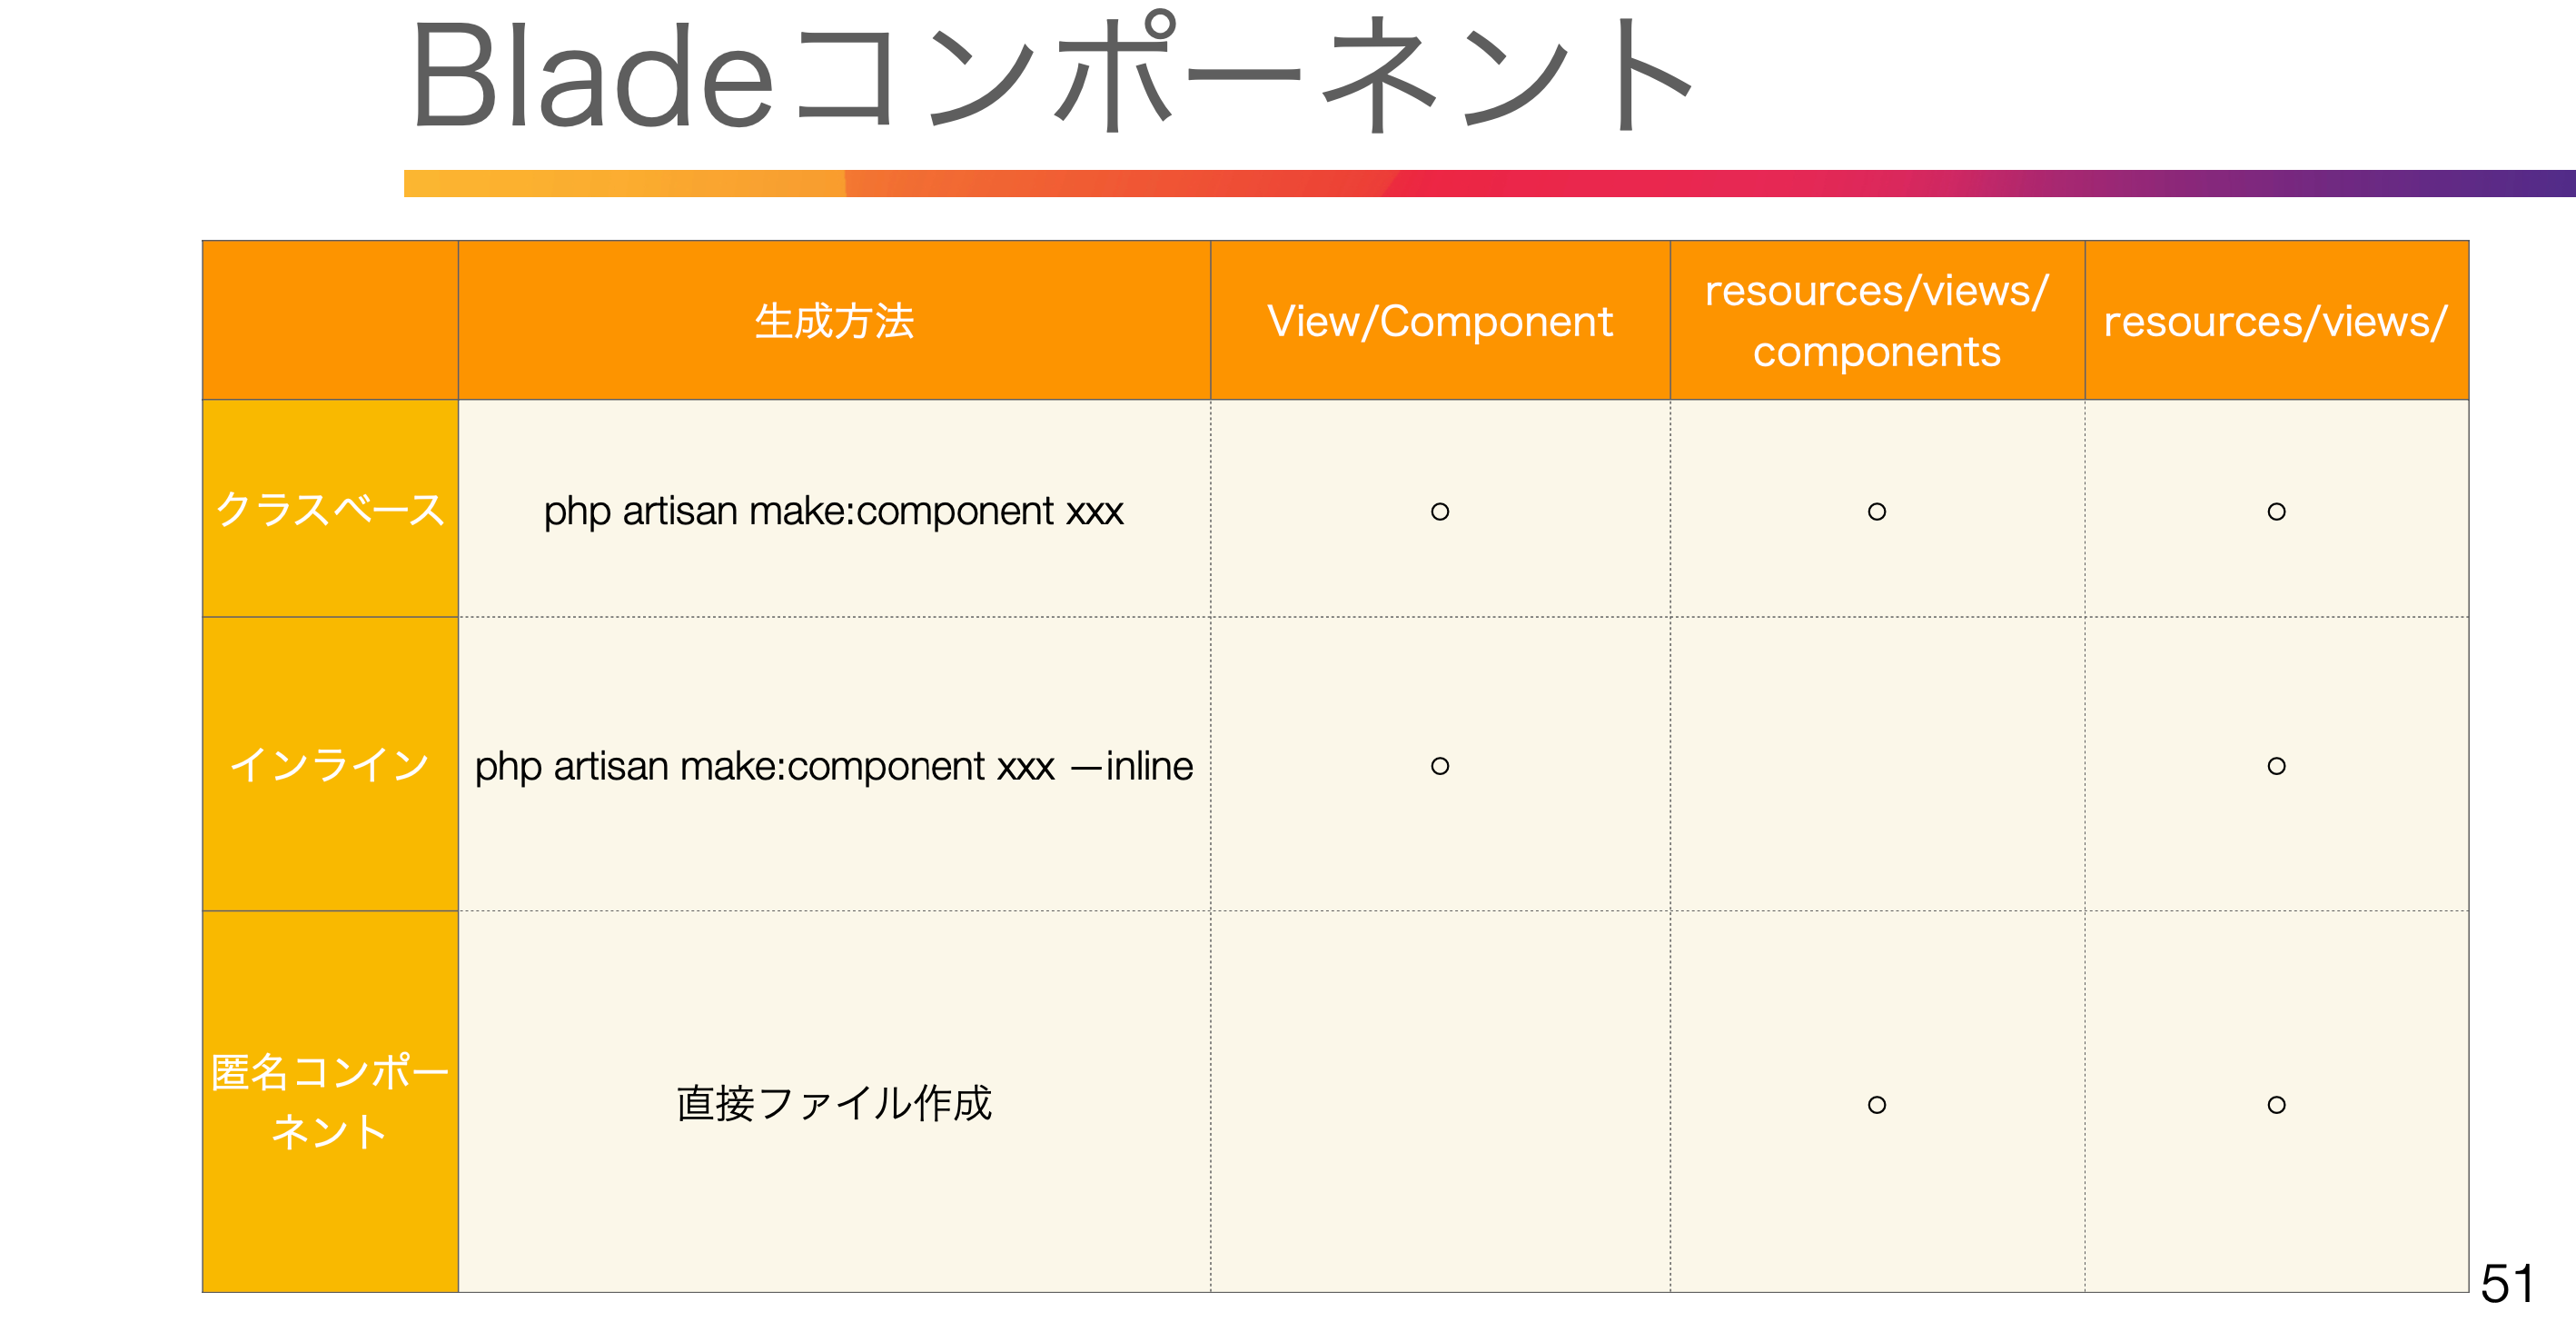 Bladeコンポーネント
生成方法
View/Component
resources/views/
components
resources/views/
クラスベース
php artisan make:component xxx
○
○
○
インライン
php artisan make:component xxx —inline
○
○
匿名コンポー
ネント
直接ファイル作成
○
○
51